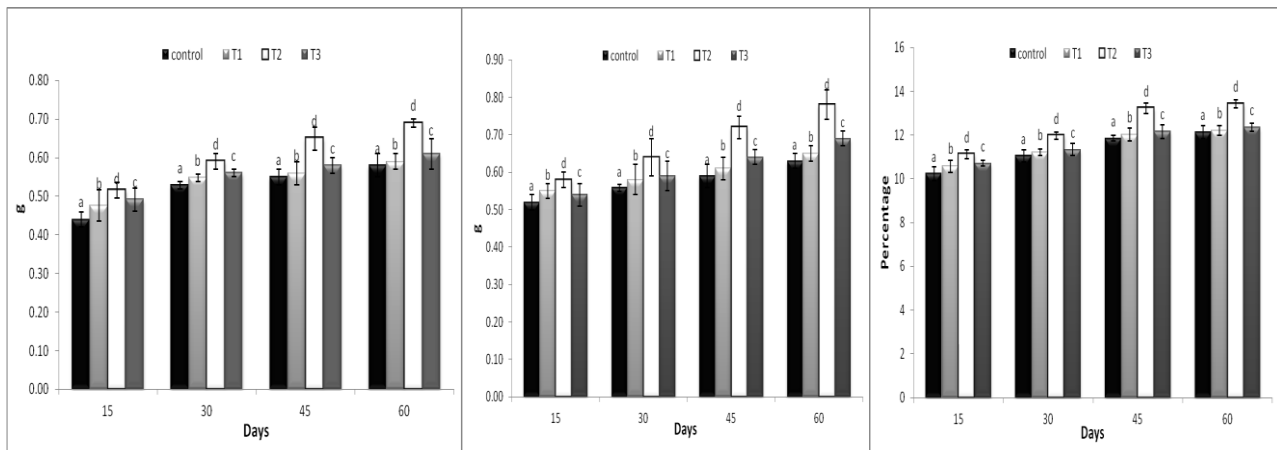 control T1 T2 T3
0.80
0.70
0.60
0.50
0.40
0.30
0.20
0.10
0.00
g
a b d c
a b d c
a b d c
a b d c
15 30 45 60
Days
control T1 T2 T3
0.90
0.80
0.70
0.60
0.50
0.40
0.30
0.20
0.10
0.00
g
a b d c
a b d c
a b d c
a b d c
15 30 45 60
Days
control T1 T2 T3
16
14
12
10
8
6
4
2
0
Percentage
a b d c
a b d c
a b d c
a b d c
15 30 45 60
Days